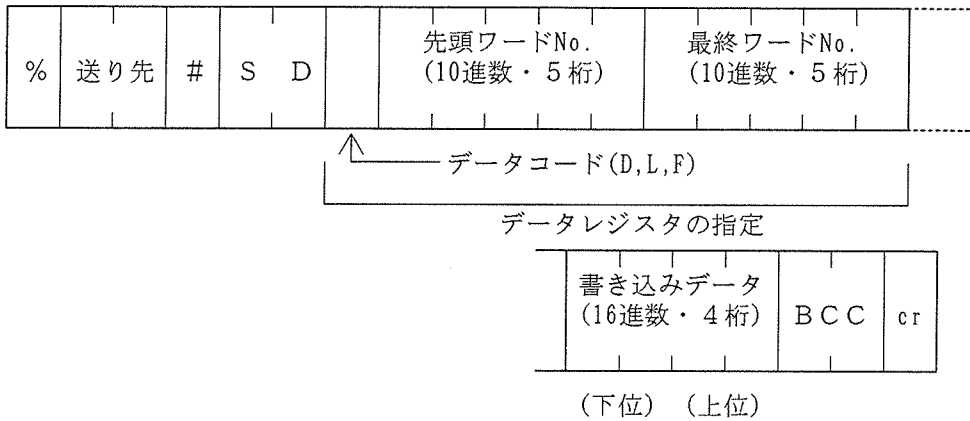 % 送り先 # S D 先頭ワードNo. 最終ワードNo.
(10進数・5桁) (10進数・5桁)
データコード(D,L,F)
データレジスタの指定
書き込みデータ BCC cr
(16進数・4桁)
(下位) (上位)